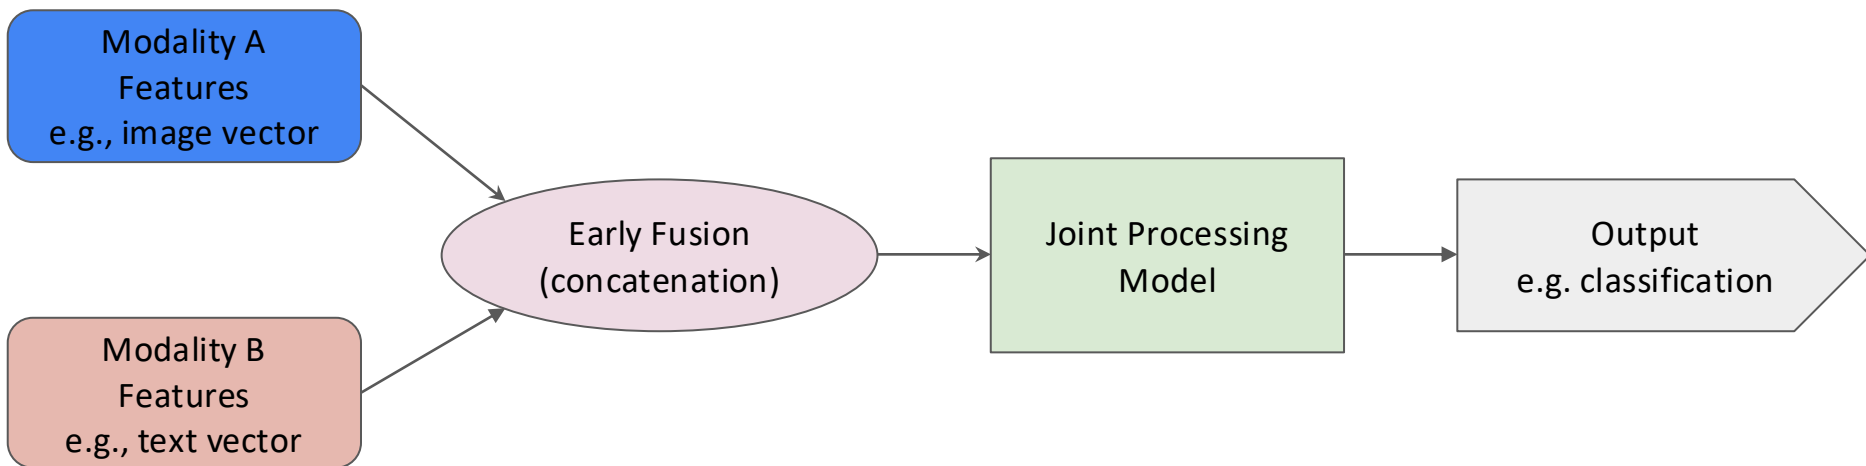 Modality A
Features
e.g., image vector
Modality B
Features
e.g., text vector
Early Fusion
(concatenation)
Joint Processing
Model
Output
e.g. classification